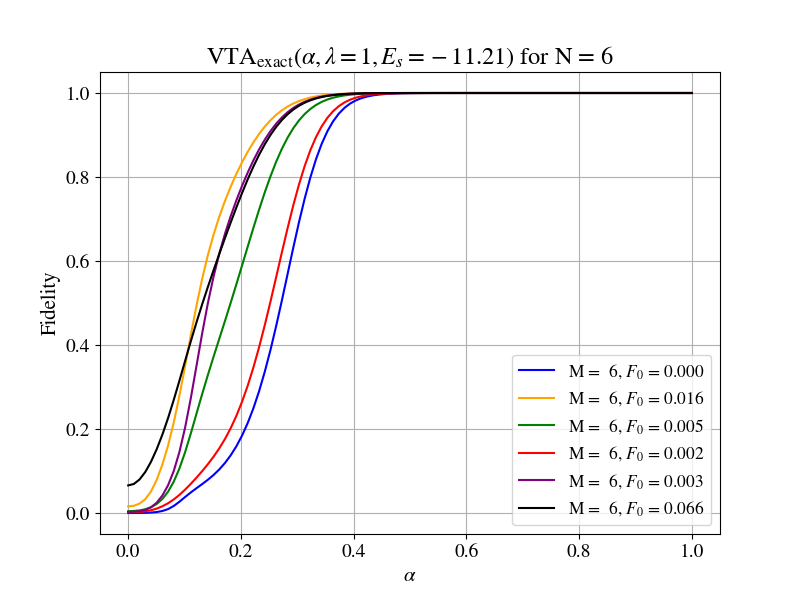 VTA_exact(α, λ = 1, E_s = −11.21) for N = 6
Fidelity
1.0
0.8
0.6
0.4
0.2
0.0
0.0 0.2 0.4 0.6 0.8 1.0
α
M = 6, F_0 = 0.000
M = 6, F_0 = 0.016
M = 6, F_0 = 0.005
M = 6, F_0 = 0.002
M = 6, F_0 = 0.003
M = 6, F_0 = 0.066